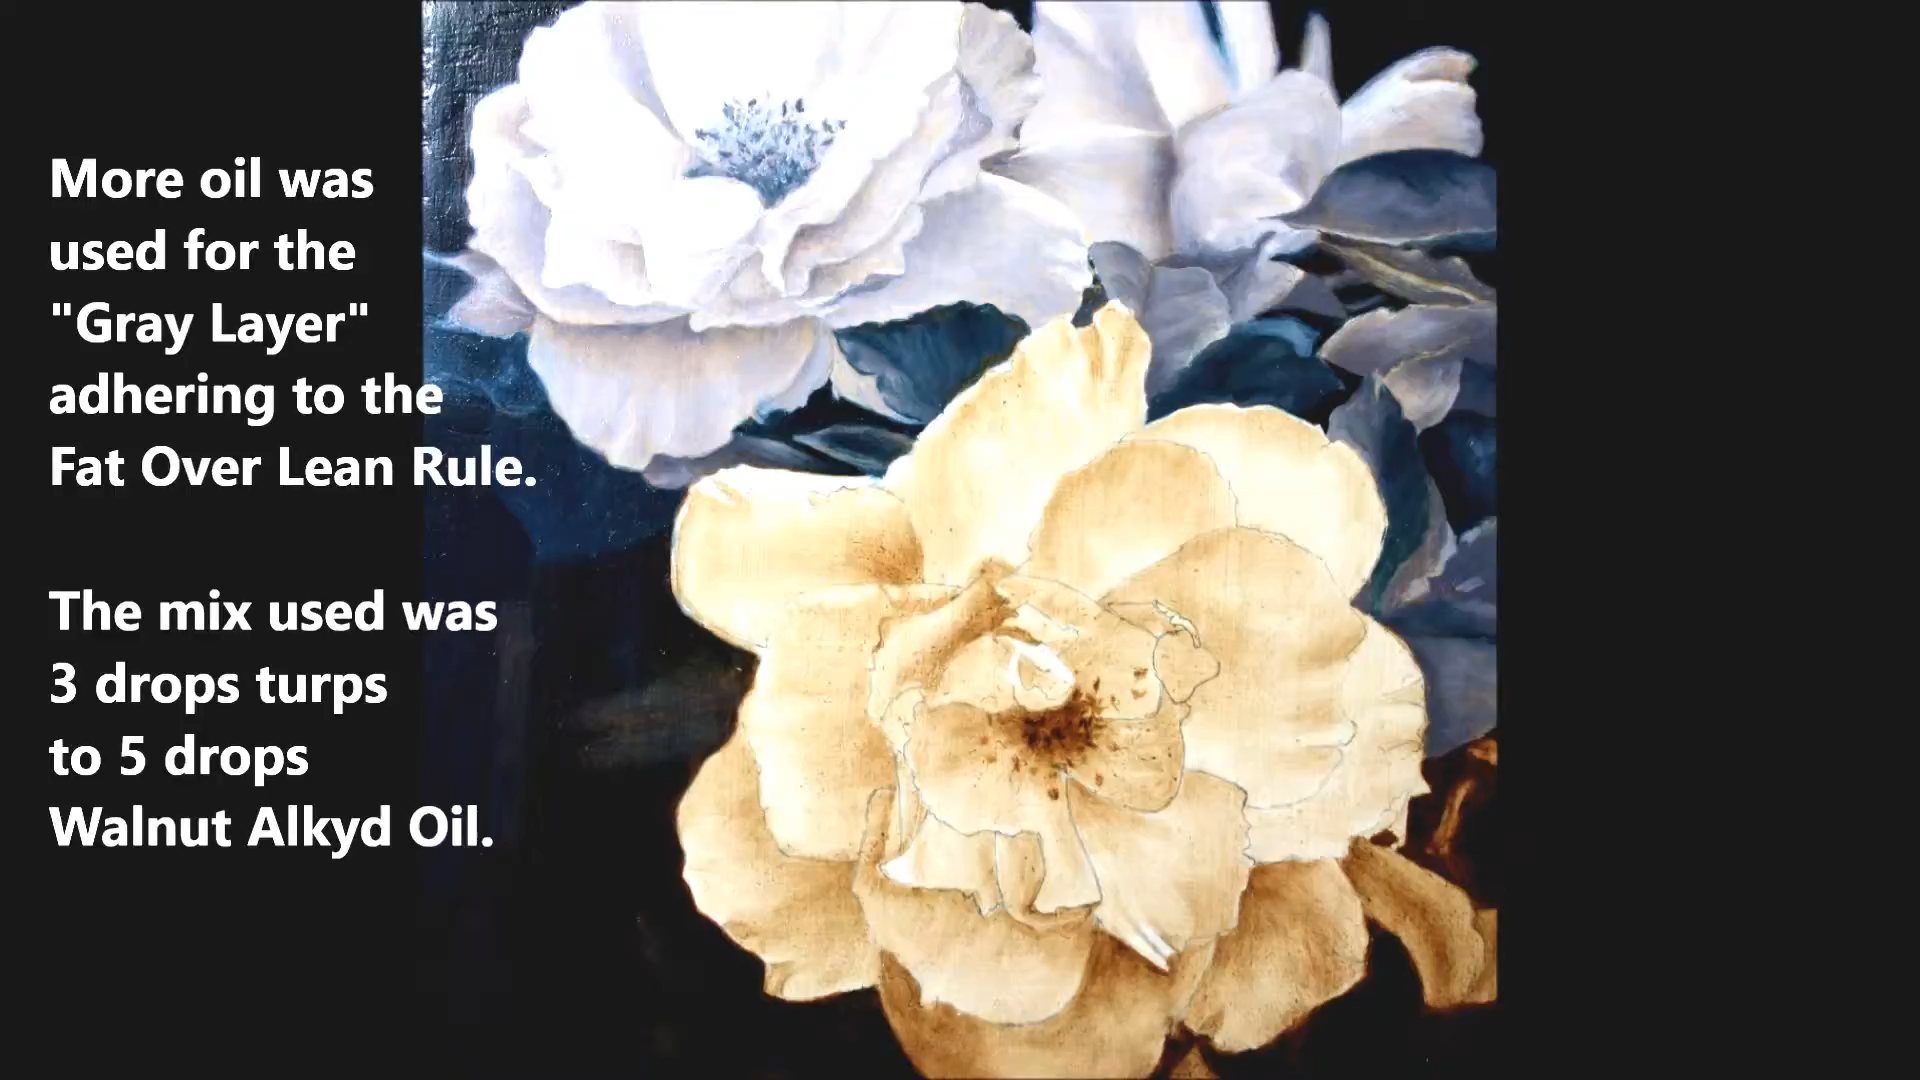 More oil was
used for the
"Gray Layer"
adhering to the
Fat Over Lean Rule.
The mix used was
3 drops turps
to 5 drops
Walnut Alkyd Oil.